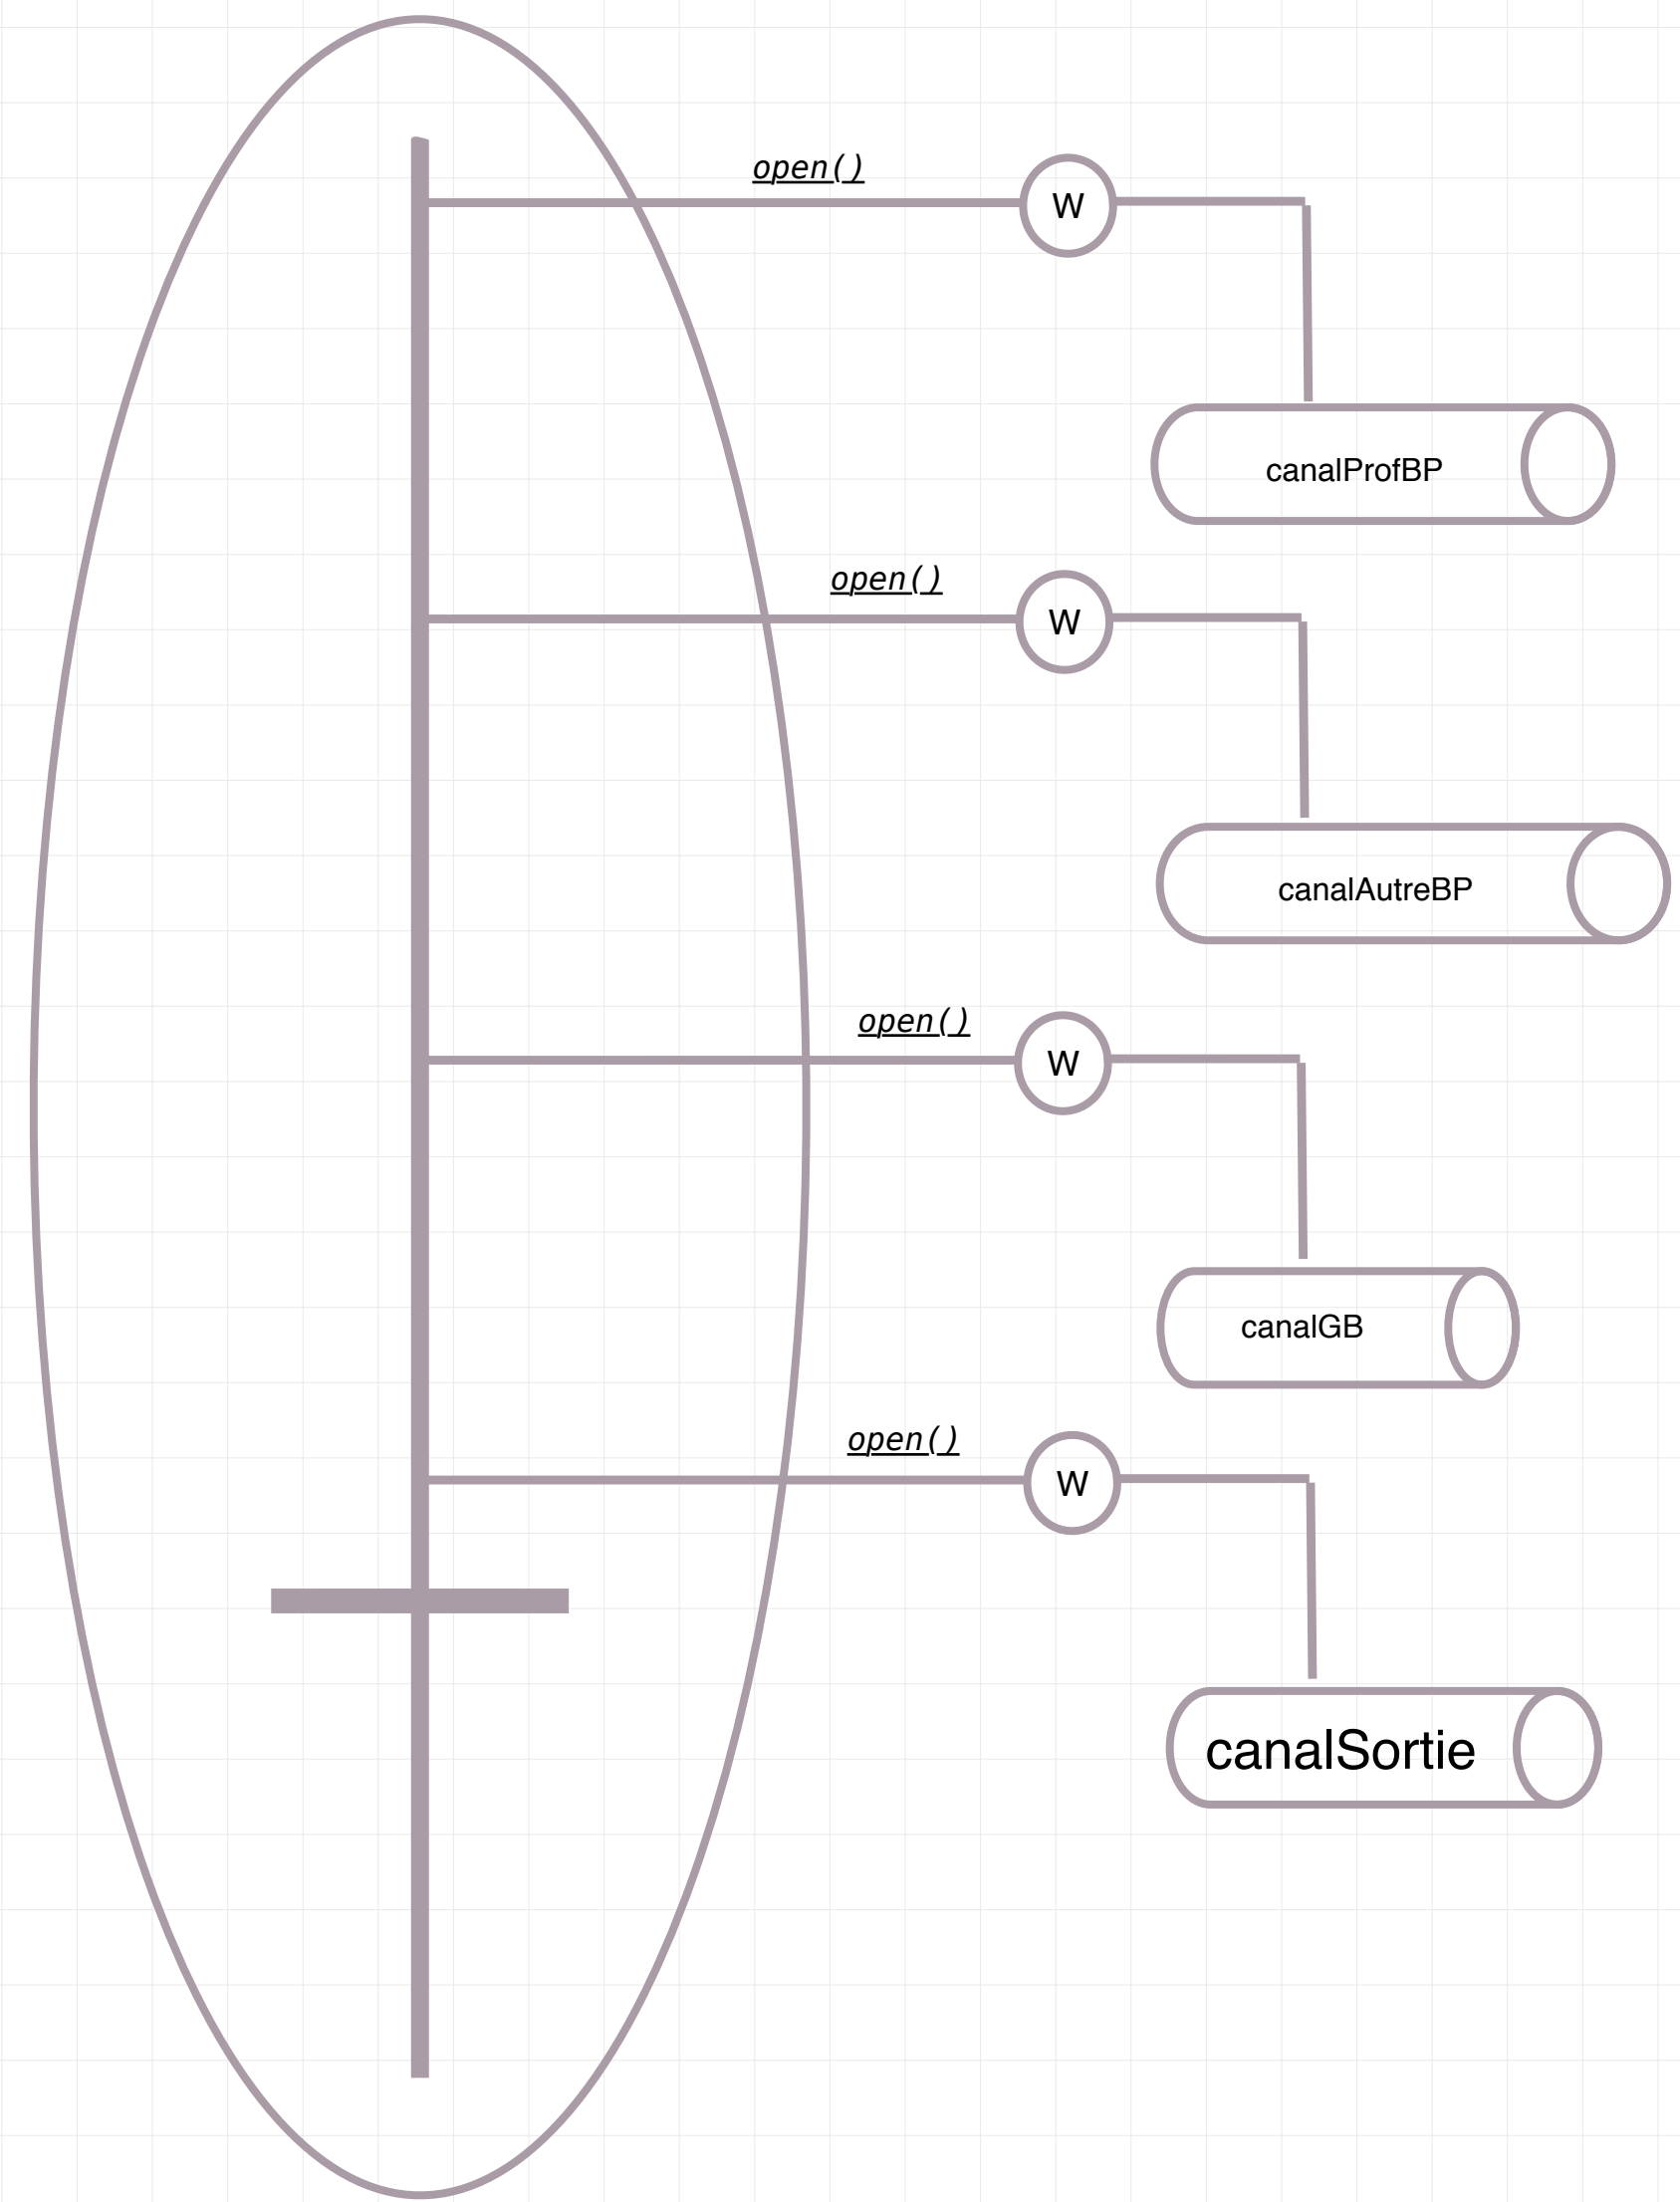 open()
W
canalProfBP
open()
W
canalAutreBP
open()
W
canalGB
open()
W
canalSortie